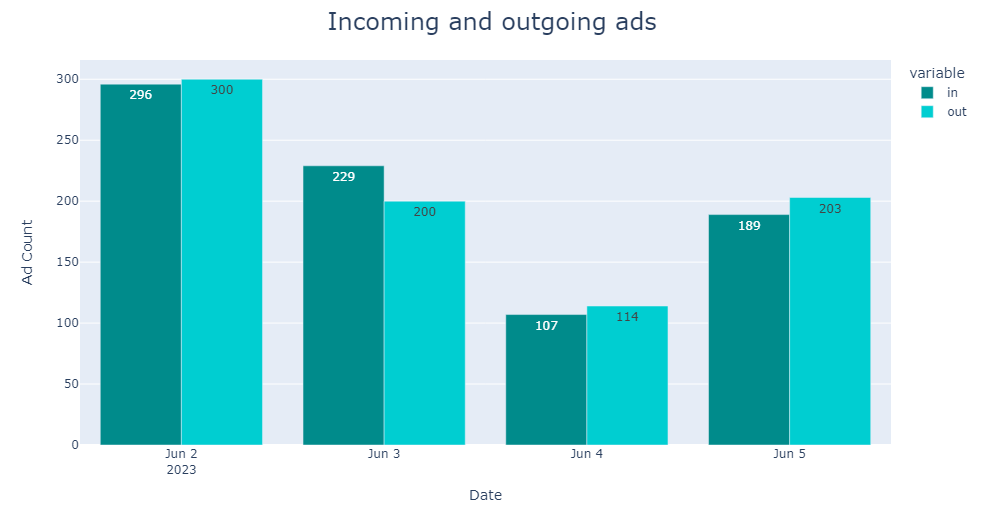 Incoming and outgoing ads
variable
in
out
300
250
200
150
100
50
0
Ad Count
296
300
229
200
107
114
189
203
Jun 2
2023
Jun 3
Jun 4
Jun 5
Date